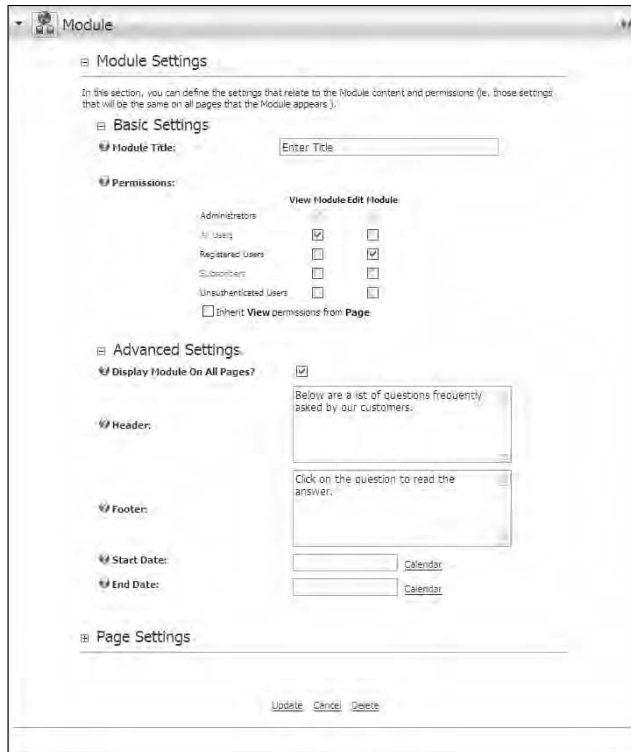 Module
Module Settings
In this section, you can define the settings that relate to the Module content and permissions (ie. those settings
that will be the same on all pages that the Module appears ).
Basic Settings
Module Title:
Enter Title
Permissions:
View Module Edit Module
Administrators
All Users
Registered Users
Subscribers
Unauthenticated Users
Inherit View permissions from Page
Advanced Settings
Display Module On All Pages?
Header:
Below are a list of questions frequently
asked by our customers.
Footer:
Click on the question to read the
answer.
Start Date:
Calendar
End Date:
Calendar
Page Settings
Update Cancel Delete